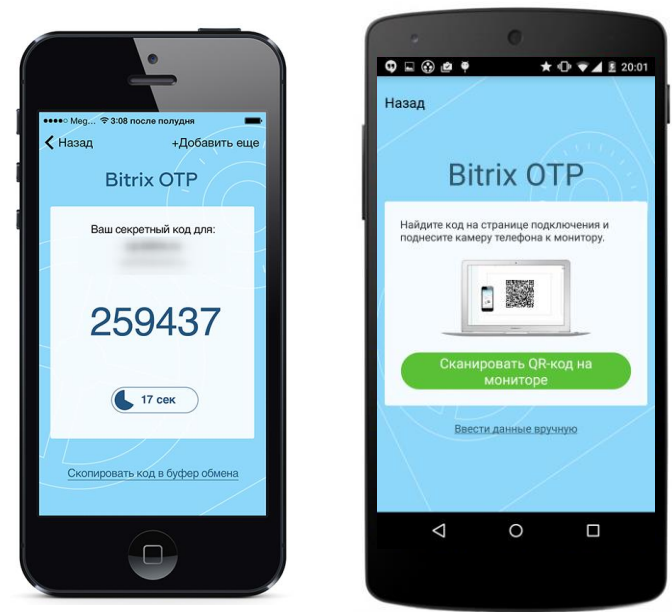 Meg... 3:08 после полудня
Назад +Добавить еще
Bitrix OTP
Ваш секретный код для:
259437
17 сек
Скопировать код в буфер обмена
20:01
Назад
Bitrix OTP
Найдите код на странице подключения и
поднесите камеру телефона к монитору.
Сканировать QR-код на
мониторе
Ввести данные вручную